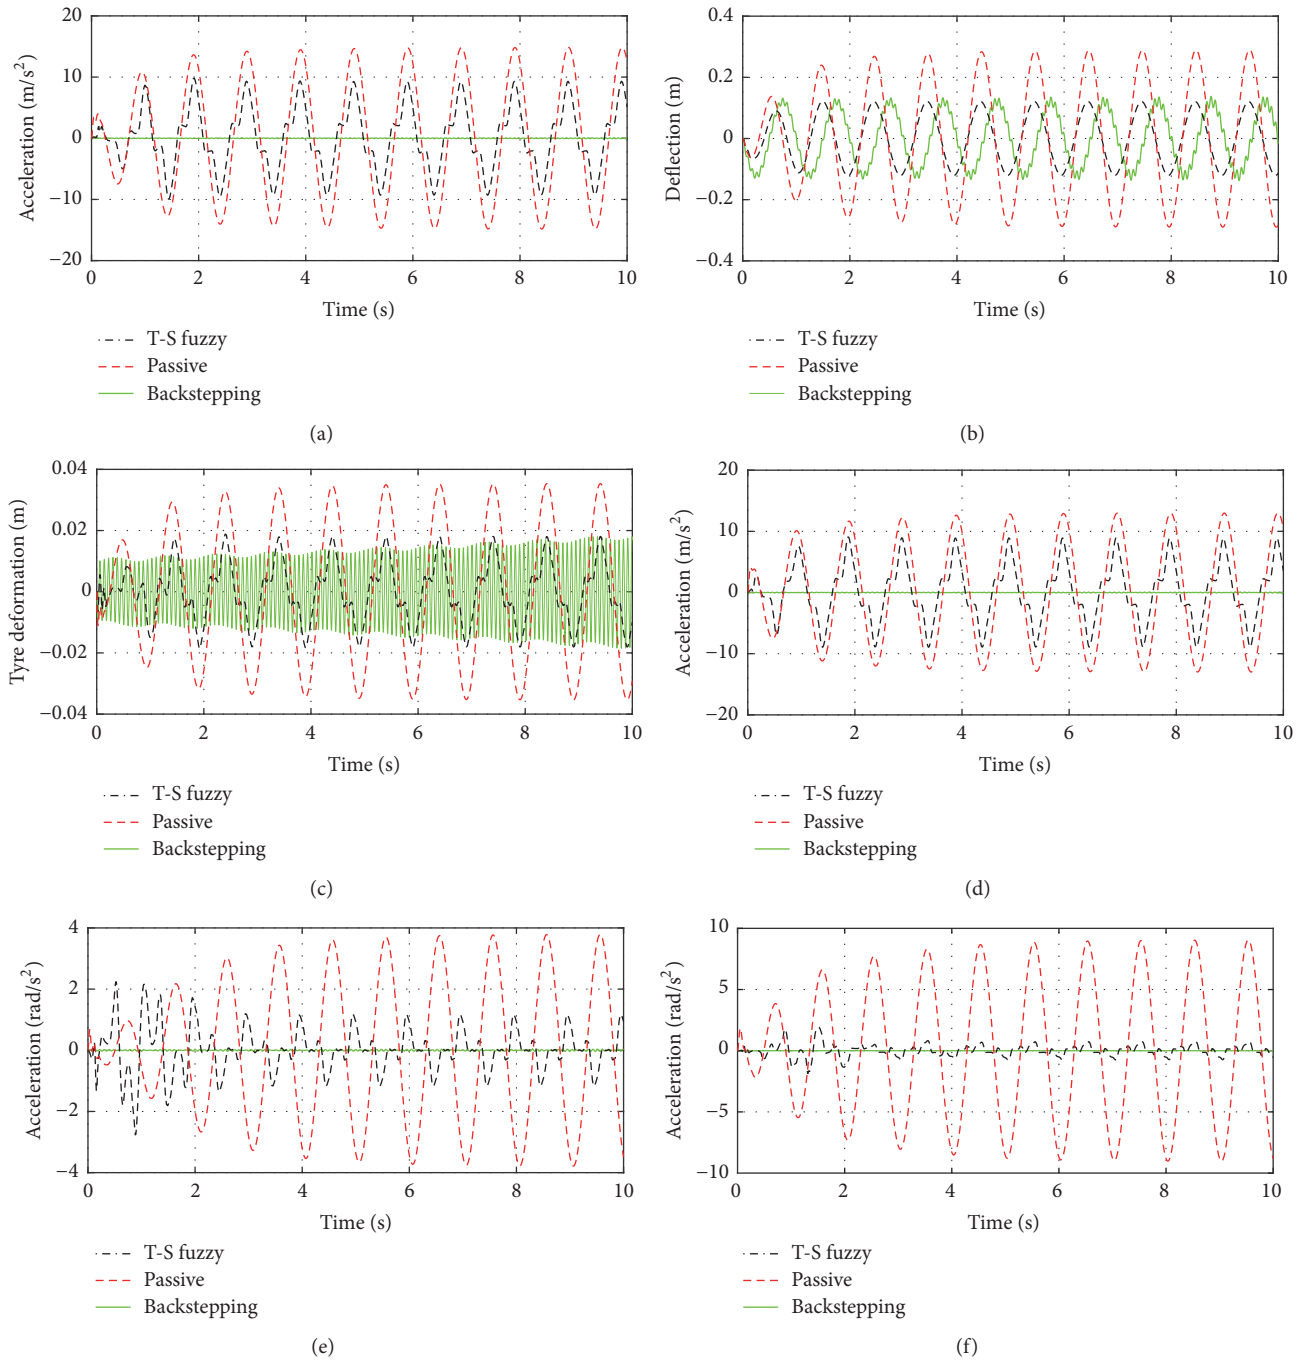 20
10
0
−10
−20
Acceleration (m/s²)
0 2 4 6 8 10
Time (s)
T-S fuzzy
Passive
Backstepping
(a)
0.4
0.2
0
−0.2
−0.4
Deflection (m)
0 2 4 6 8 10
Time (s)
T-S fuzzy
Passive
Backstepping
(b)
0.04
0.02
0
−0.02
−0.04
Tyre deformation (m)
0 2 4 6 8 10
Time (s)
T-S fuzzy
Passive
Backstepping
(c)
20
10
0
−10
−20
Acceleration (m/s²)
0 2 4 6 8 10
Time (s)
T-S fuzzy
Passive
Backstepping
(d)
4
2
0
−2
−4
Acceleration (rad/s²)
0 2 4 6 8 10
Time (s)
T-S fuzzy
Passive
Backstepping
(e)
10
5
0
−5
−10
Acceleration (rad/s²)
0 2 4 6 8 10
Time (s)
T-S fuzzy
Passive
Backstepping
(f)